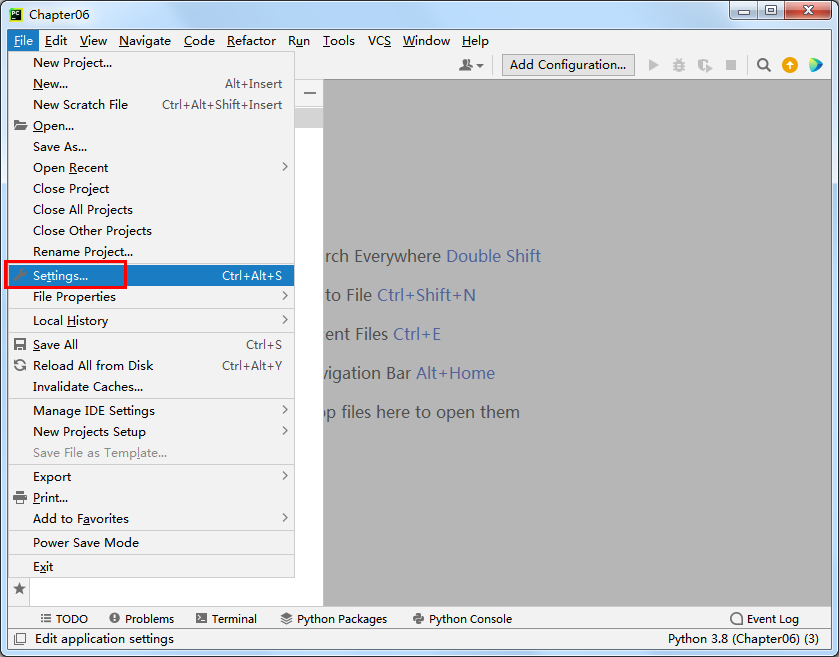 PC Chapter06
File Edit View Navigate Code Refactor Run Tools VCS Window Help
Add Configuration...
New Project...
New... Alt+Insert
New Scratch File Ctrl+Alt+Shift+Insert
Open...
Save As...
Open Recent
Close Project
Close All Projects
Close Other Projects
Rename Project...
Settings... Ctrl+Alt+S
File Properties
Local History
Save All Ctrl+S
Reload All from Disk Ctrl+Alt+Y
Invalidate Caches...
Manage IDE Settings
New Projects Setup
Save File as Template...
Export
Print...
Add to Favorites
Power Save Mode
Exit
rch Everywhere Double Shift
to File Ctrl+Shift+N
ent Files Ctrl+E
vigation Bar Alt+Home
op files here to open them
TODO Problems Terminal Python Packages Python Console Event Log
Edit application settings Python 3.8 (Chapter06) (3)